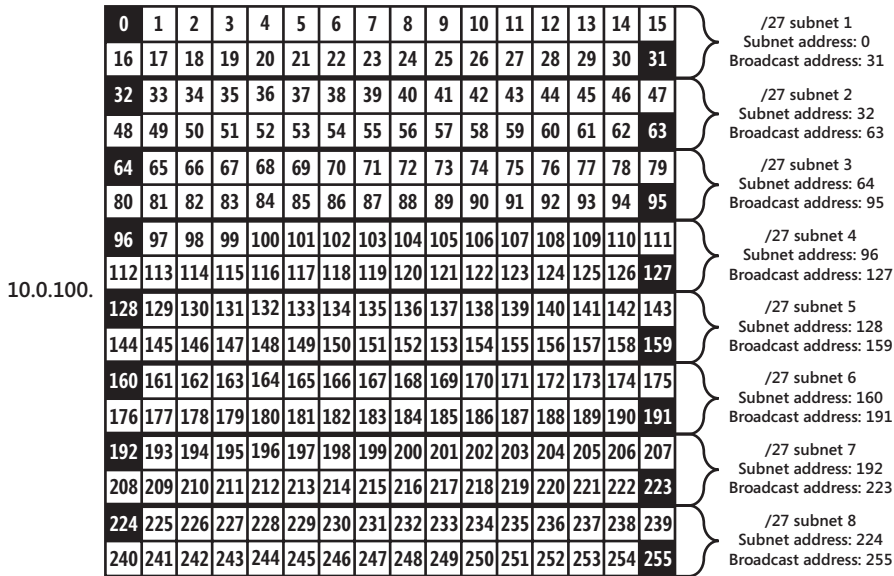 0 1 2 3 4 5 6 7 8 9 10 11 12 13 14 15
16 17 18 19 20 21 22 23 24 25 26 27 28 29 30 31
/27 subnet 1
Subnet address: 0
Broadcast address: 31
32 33 34 35 36 37 38 39 40 41 42 43 44 45 46 47
48 49 50 51 52 53 54 55 56 57 58 59 60 61 62 63
/27 subnet 2
Subnet address: 32
Broadcast address: 63
64 65 66 67 68 69 70 71 72 73 74 75 76 77 78 79
80 81 82 83 84 85 86 87 88 89 90 91 92 93 94 95
/27 subnet 3
Subnet address: 64
Broadcast address: 95
96 97 98 99 100 101 102 103 104 105 106 107 108 109 110 111
112 113 114 115 116 117 118 119 120 121 122 123 124 125 126 127
/27 subnet 4
Subnet address: 96
Broadcast address: 127
10.0.100.
128 129 130 131 132 133 134 135 136 137 138 139 140 141 142 143
144 145 146 147 148 149 150 151 152 153 154 155 156 157 158 159
/27 subnet 5
Subnet address: 128
Broadcast address: 159
160 161 162 163 164 165 166 167 168 169 170 171 172 173 174 175
176 177 178 179 180 181 182 183 184 185 186 187 188 189 190 191
/27 subnet 6
Subnet address: 160
Broadcast address: 191
192 193 194 195 196 197 198 199 200 201 202 203 204 205 206 207
208 209 210 211 212 213 214 215 216 217 218 219 220 221 222 223
/27 subnet 7
Subnet address: 192
Broadcast address: 223
224 225 226 227 228 229 230 231 232 233 234 235 236 237 238 239
240 241 242 243 244 245 246 247 248 249 250 251 252 253 254 255
/27 subnet 8
Subnet address: 224
Broadcast address: 255